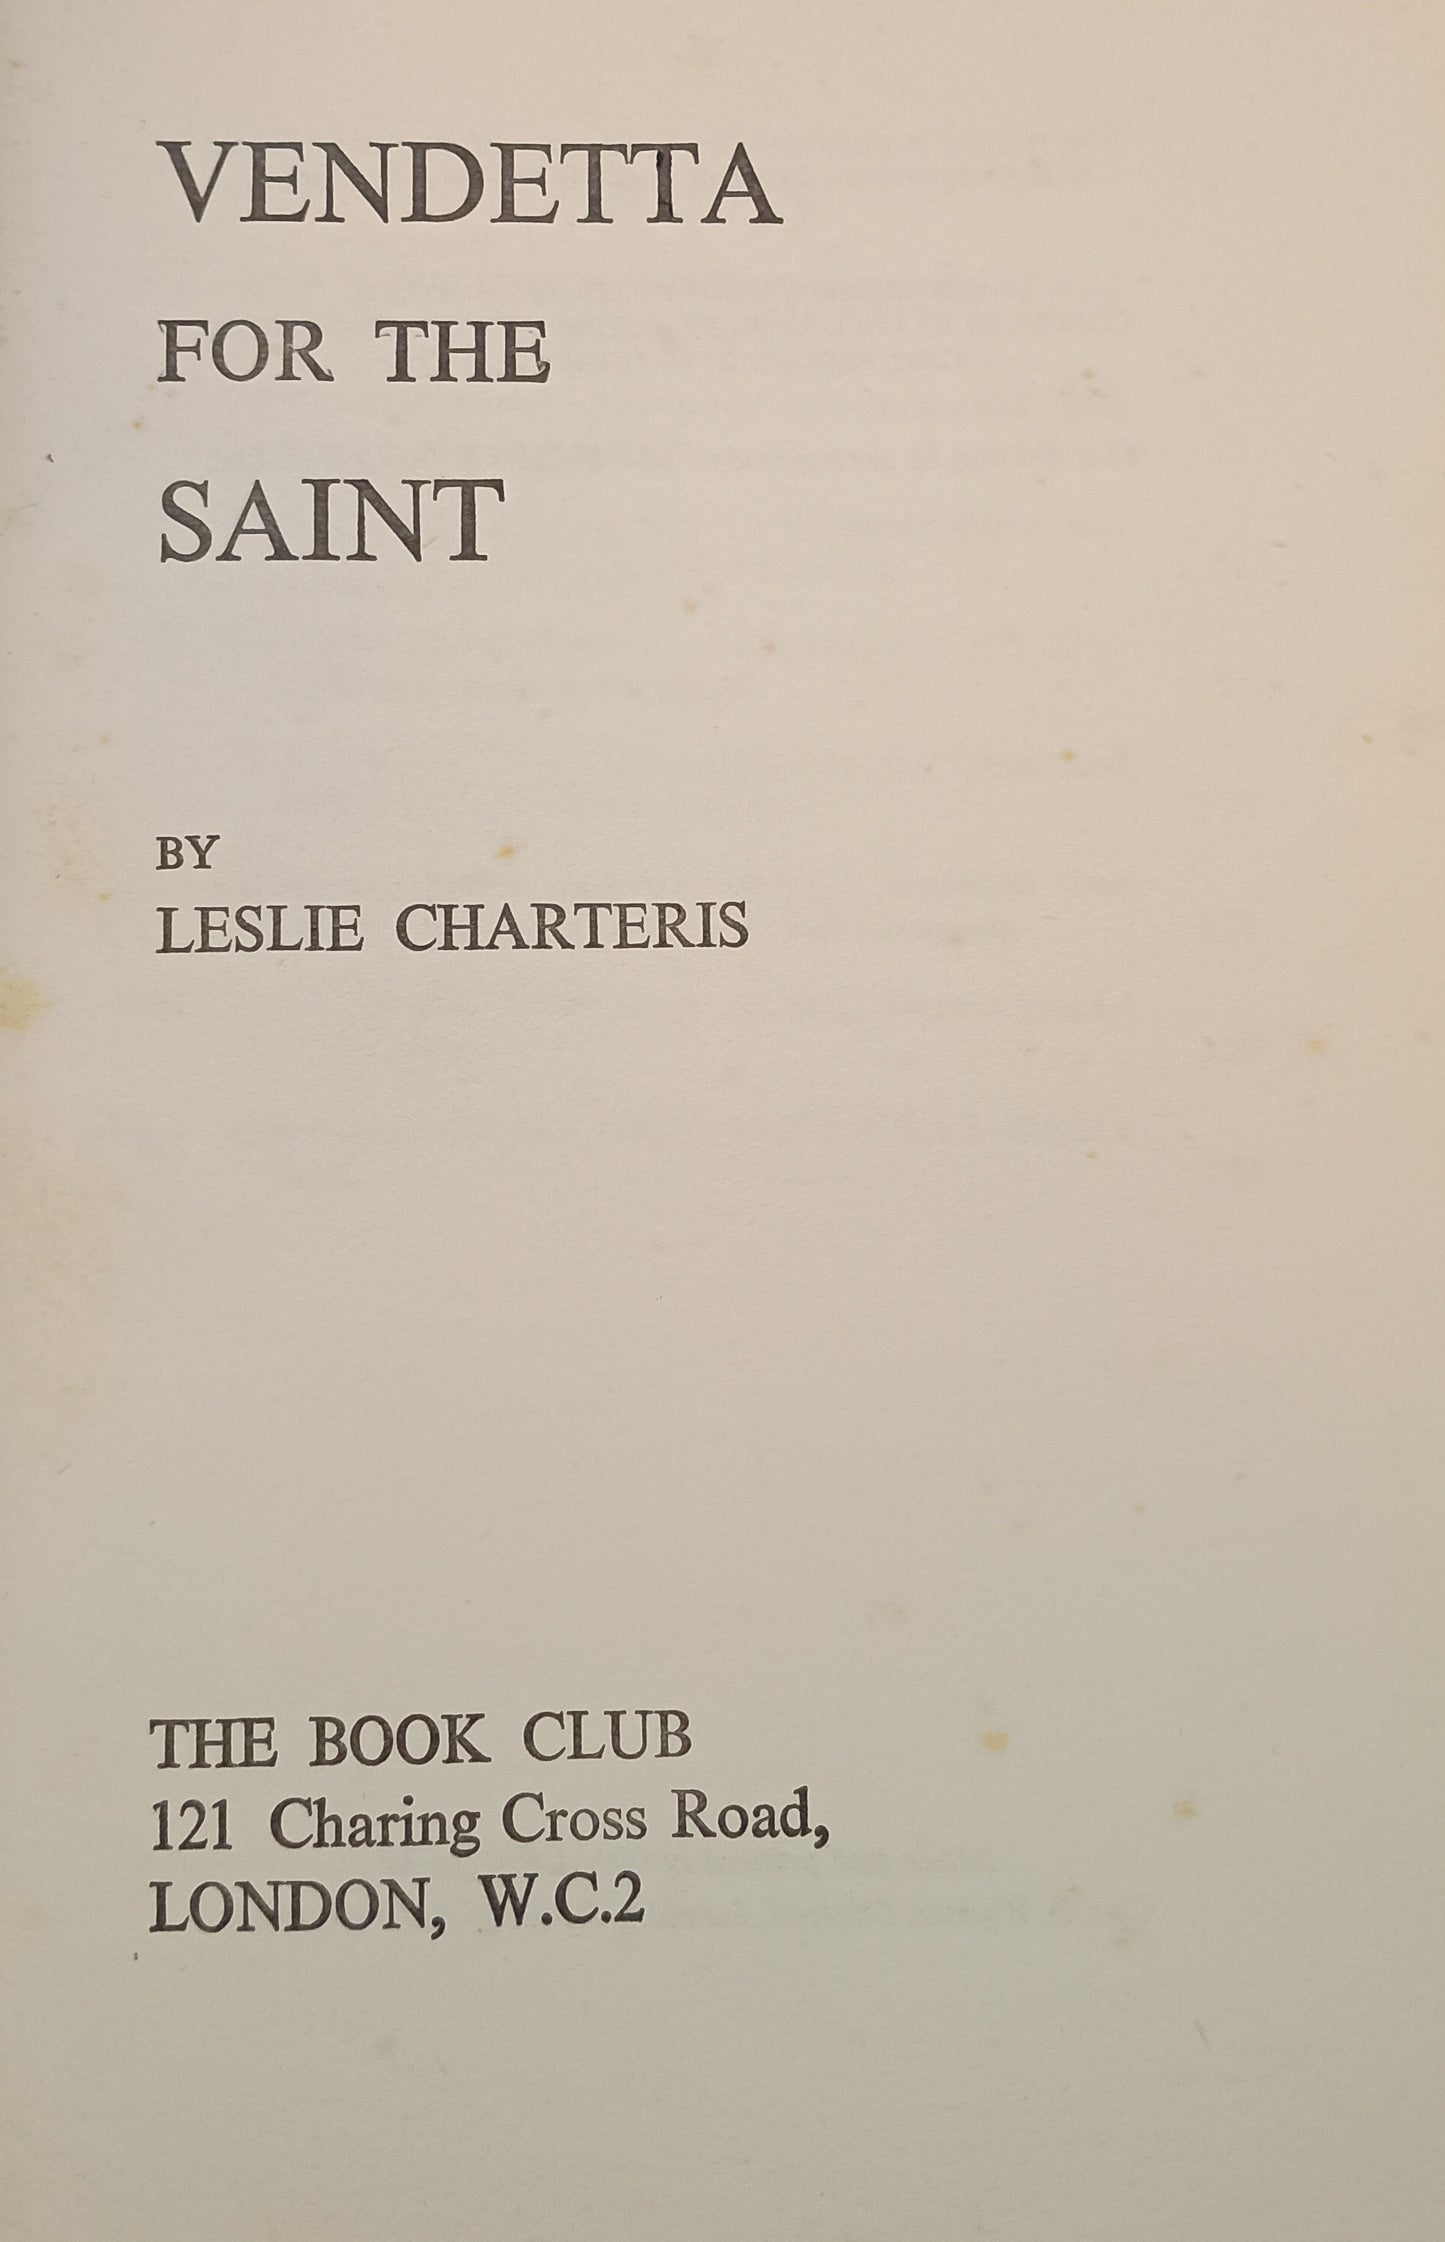 VENDETTA
FOR THE
SAINT
BY
LESLIE CHARTERIS
THE BOOK CLUB
121 Charing Cross Road,
LONDON, W.C.2